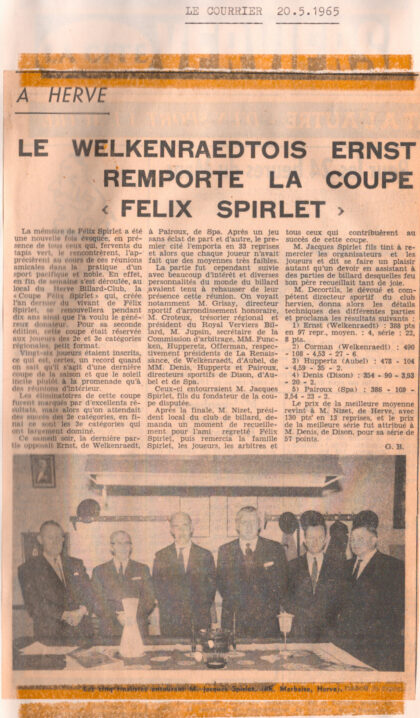 LE COURRIER 20.5.1965
A HERVE
LE WELKENRAEDTOIS ERNST
REMPORTE LA COUPE
‹ FELIX SPIRLET ›
La mémoire de Félix Spirlet a été
une nouvelle fois évoquée, en pré-
sence de tous ceux qui, fervents du
tapis vert, le rencontrèrent, l'ap-
précièrent au cours de ces réunions
amicales dans la pratique d'un
sport pacifique et noble. En effet,
en fin de semaine s'est déroulée, au
local du Herve Billard-Club, la
« Coupe Félix Spirlet » qui, créée
l'an dernier du vivant de Félix
Spirlet, se renouvellera pendant
dix ans ainsi que l'a voulu le géné-
reux donateur. Pour sa seconde
édition, cette coupe était réservée
aux joueurs des 2e et 3e catégories
régionales, petit format.
Vingt-six joueurs étaient inscrits,
ce qui est, certes, un record quand
on sait qu'il s'agit d'une dernière
coupe de la saison et que le soleil
incite plutôt à la promenade qu'à
des réunions d'intérieur.
Les éliminatoires de cette coupe
furent marqués par d'excellents ré-
sultats, mais alors qu'on attendait
des succès des 2e catégories, en fi-
nal ce sont les 3e catégories qui
ont largement dominé.
Ce samedi soir, la dernière par-
tie opposait Ernst, de Welkenraedt,
à Pairoux, de Spa. Après un jeu
sans éclat de part et d'autre, le pre-
mier cité l'emporta en 33 reprises
et alors que chaque joueur n'avait
fait que des moyennes très faibles.
La partie fut cependant suivie
avec beaucoup d'intérêt et diverses
personnalités du monde du billard
avaient tenu à rehausser de leur
présence cette réunion. On voyait
notamment M. Grisay, directeur
sportif d'arrondissement honoraire,
M. Croteux, trésorier régional et
président du Royal Verviers Bil-
lard, M. Jupsin, secrétaire de la
Commission d'arbitrage, MM. Punc-
ken, Huppertz, Offerman, respec-
tivement présidents de La Renais-
sance, de Welkenraedt, d'Aubel, de
MM. Denis, Huppertz et Pairoux,
directeurs sportifs de Dison, d'Au-
bel et de Spa.
Ceux-ci entouraient M. Jacques
Spirlet, fils du fondateur de la cou-
pe disputée.
Après la finale, M. Nizet, prési-
dent local du club de billard, de-
manda un moment de recueille-
ment pour l'ami regretté Félix
Spirlet, puis remercia la famille
Spirlet, les joueurs, les arbitres et
tous ceux qui contribuèrent au
succès de cette coupe.
M. Jacques Spirlet fils tint à re-
mercier les organisateurs et les
joueurs et dit se faire un plaisir
autant qu'un devoir en assistant à
des parties de billard desquelles feu
son père recueillait tant de joie.
M. Decortis, le dévoué et com-
pétent directeur sportif du club
hervien, donna alors les détails
techniques des différentes parties
et proclama les résultats suivants :
1) Ernst (Welkenraedt) : 388 pts
en 97 repr., moyen. : 4, série : 22,
8 pts.
2) Corman (Welkenraedt) : 490
- 108 - 4,53 - 27 - 6.
3) Huppertz (Aubel) : 478 - 104
- 4,59 - 35 - 2.
4) Denis (Dison) : 354 - 90 - 3,93
- 20 - 2.
5) Pairoux (Spa) : 386 - 109 -
3,54 - 23 - 2.
Le prix de la meilleure moyenne
revint à M. Nizet, de Herve, avec
130 pts en 12 reprises, et le prix
de la meilleure série fut attribué à
M. Denis, de Dison, pour sa série de
57 points.
G. B.
Les cinq finalistes entourant M. Jacques Spirlet. (Ph. Marbaise, Herve).